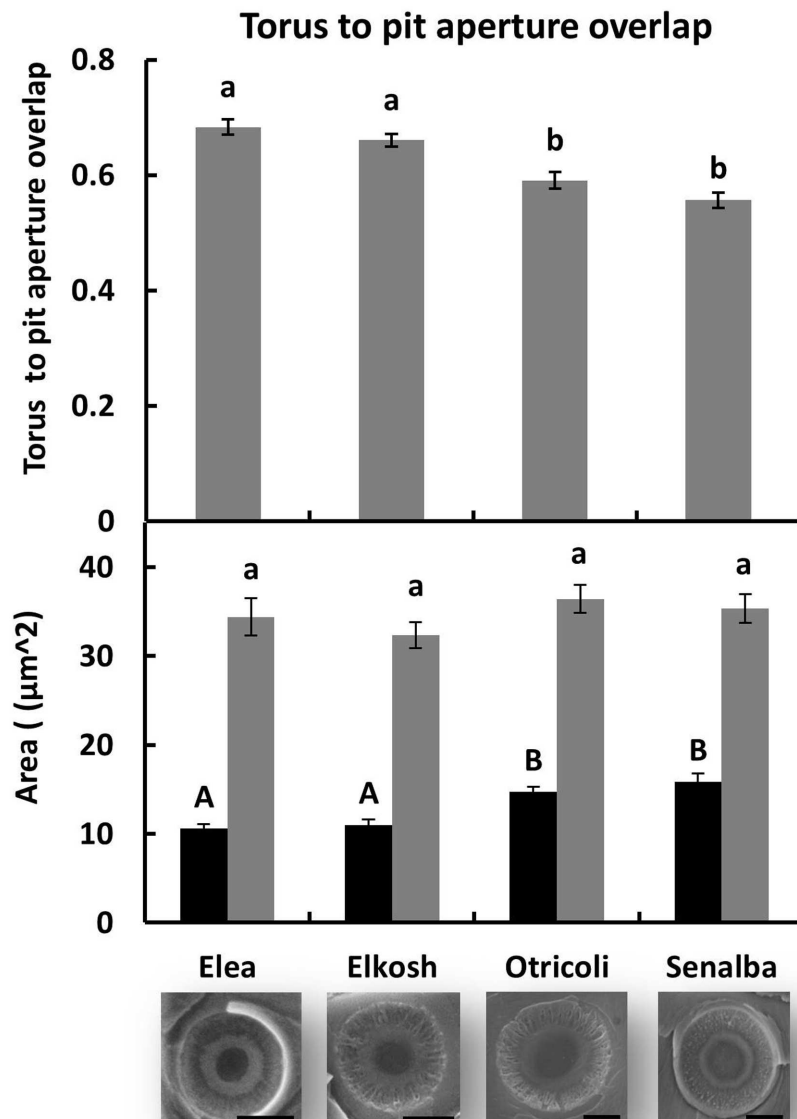 Torus to pit aperture overlap
Torus to pit aperture overlap
0.8
0.6
0.4
0.2
0
a
a
b
b
Area ( (µm^2)
40
30
20
10
0
a
a
a
a
A
A
B
B
Elea
Elkosh
Otricoli
Senalba